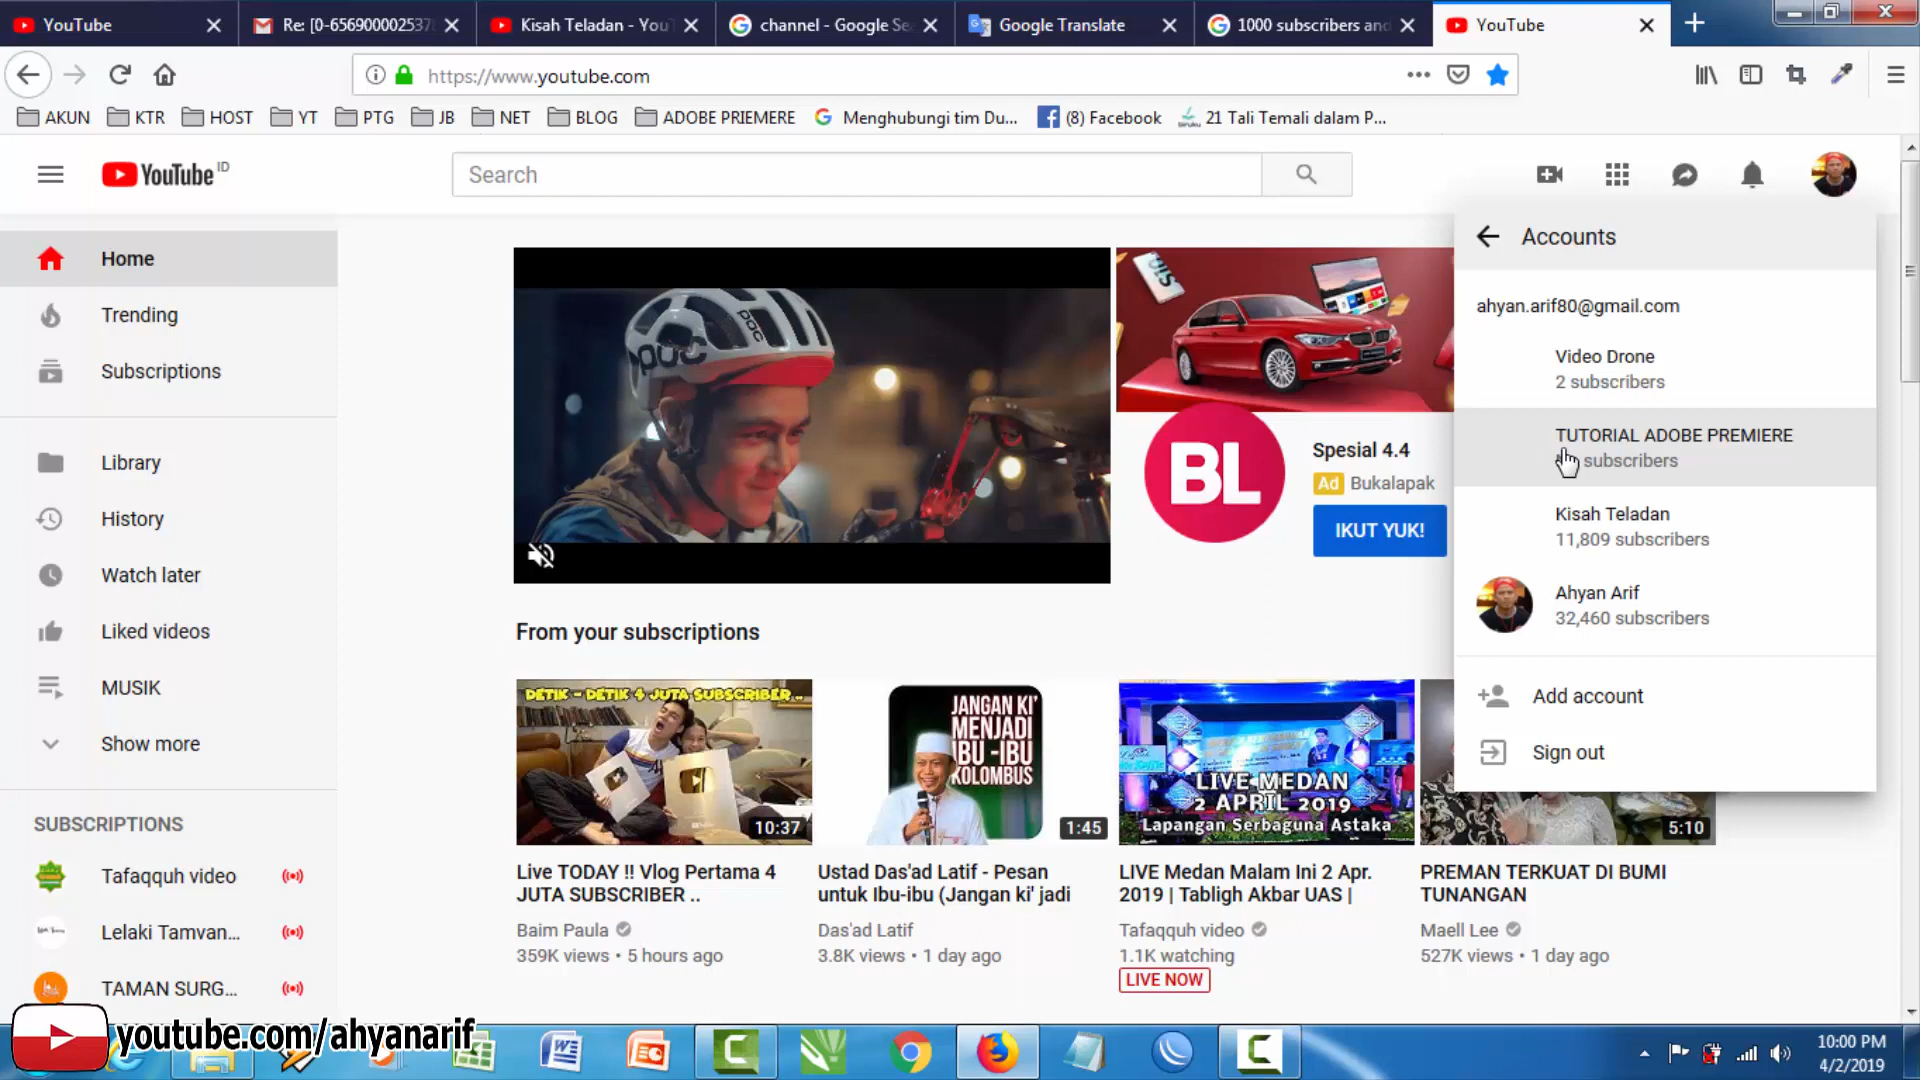 YouTube
Re: [0-6569000025375
Kisah Teladan - YouT
channel - Google Sea
Google Translate
1000 subscribers and
YouTube
https://www.youtube.com
AKUN
KTR
HOST
YT
PTG
JB
NET
BLOG
ADOBE PRIEMERE
Menghubungi tim Du...
(8) Facebook
21 Tali Temali dalam P...
YouTube ID
Search
Accounts
ahyan.arif80@gmail.com
Video Drone
2 subscribers
TUTORIAL ADOBE PREMIERE
subscribers
Kisah Teladan
11,809 subscribers
Ahyan Arif
32,460 subscribers
Add account
Sign out
Home
Trending
Subscriptions
Library
History
Watch later
Liked videos
MUSIK
Show more
SUBSCRIPTIONS
Tafaqquh video
Lelaki Tamvan...
TAMAN SURG...
POC
POC
BL
Spesial 4.4
Ad Bukalapak
IKUT YUK!
From your subscriptions
DETIK - DETIK 4 JUTA SUBSCRIBER..
10:37
JANGAN KI'
MENJADI
IBU-IBU
KOLOMBUS
1:45
LIVE MEDAN
2 APRIL 2019
Lapangan Serbaguna Astaka
5:10
Live TODAY !! Vlog Pertama 4
JUTA SUBSCRIBER ..
Baim Paula
359K views • 5 hours ago
Ustad Das'ad Latif - Pesan
untuk Ibu-ibu (Jangan ki' jadi
Das'ad Latif
3.8K views • 1 day ago
LIVE Medan Malam Ini 2 Apr.
2019 | Tabligh Akbar UAS |
Tafaqquh video
1.1K watching
LIVE NOW
PREMAN TERKUAT DI BUMI
TUNANGAN
Maell Lee
527K views • 1 day ago
youtube.com/ahyanarif
10:00 PM
4/2/2019